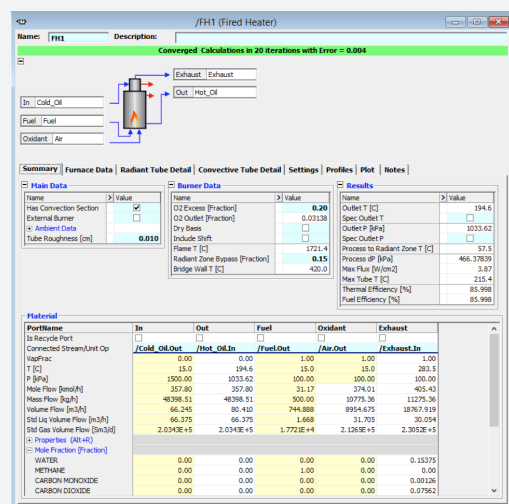 /FH1 (Fired Heater)
Name: FH1 Description:
Converged Calculations in 20 iterations with Error = 0.004
Exhaust Exhaust
Out Hot_Oil
In Cold_Oil
Fuel Fuel
Oxidant Air
Summary Furnace Data Radiant Tube Detail Convective Tube Detail Settings Profiles Plot Notes
Main Data
Name > Value
Has Convection Section
External Burner
Ambient Data
Tube Roughness [cm] 0.010
Burner Data
Name > Value
O2 Excess [Fraction] 0.20
O2 Outlet [Fraction] 0.03138
Dry Basis
Include Shift
Flame T [C] 1721.4
Radiant Zone Bypass [Fraction] 0.15
Bridge Wall T [C] 420.0
Results
Name > Value
Outlet T [C] 194.6
Spec Outlet T
Outlet P [kPa] 1033.62
Spec Outlet P
Process to Radiant Zone T [C] 57.5
Process dP [kPa] 466.37839
Max Flux [W/cm2] 3.87
Max Tube T [C] 215.4
Thermal Efficiency [%] 85.998
Fuel Efficiency [%] 85.998
Material
PortName In Out Fuel Oxidant Exhaust
Is Recycle Port
Connected Stream/Unit Op /Cold_Oil.Out /Hot_Oil.In /Fuel.Out /Air.Out /Exhaust.In
VapFrac 0.00 0.00 1.00 1.00 1.00
T [C] 15.0 194.6 15.0 15.0 283.5
P [kPa] 1500.00 1033.62 100.00 100.00 100.00
Mole Flow [kmol/h] 357.80 357.80 31.17 374.01 405.43
Mass Flow [kg/h] 48398.51 48398.51 500.00 10775.36 11275.36
Volume Flow [m3/h] 66.245 80.410 744.888 8954.675 18767.919
Std Liq Volume Flow [m3/h] 66.375 66.375 1.668 31.705 30.054
Std Gas Volume Flow [Sm3/d] 2.0343E+5 2.0343E+5 1.7721E+4 2.1265E+5 2.3052E+5
Properties (Alt+R)
Mole Fraction [Fraction]
WATER 0.00 0.00 0.00 0.00 0.15375
METHANE 0.00 0.00 1.00 0.00 0.00
CARBON MONOXIDE 0.00 0.00 0.00 0.00 0.00126
CARBON DIOXIDE 0.00 0.00 0.00 0.00 0.07562